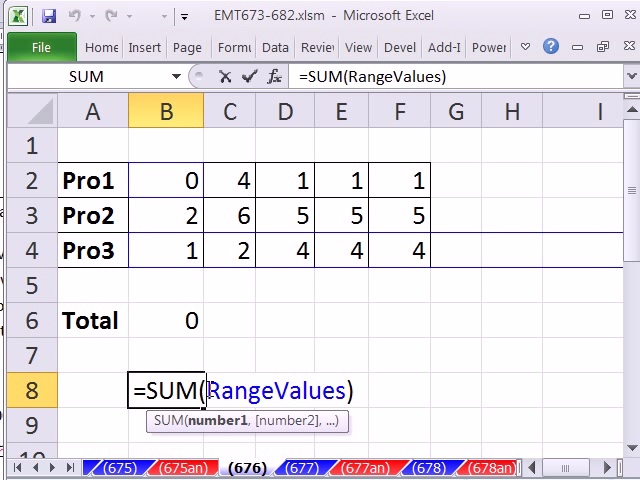 EMT673-682.xlsm - Microsoft Excel
File Home Insert Page Formu Data Review View Devel Add-I Power
SUM =SUM(RangeValues)
A B C D E F G H I
1
2 Pro1 0 4 1 1 1
3 Pro2 2 6 5 5 5
4 Pro3 1 2 4 4 4
5
6 Total 0
7
8 =SUM(RangeValues)
9 SUM(number1, [number2], ...)
10
(675) (675an) (676) (677) (677an) (678) (678an)